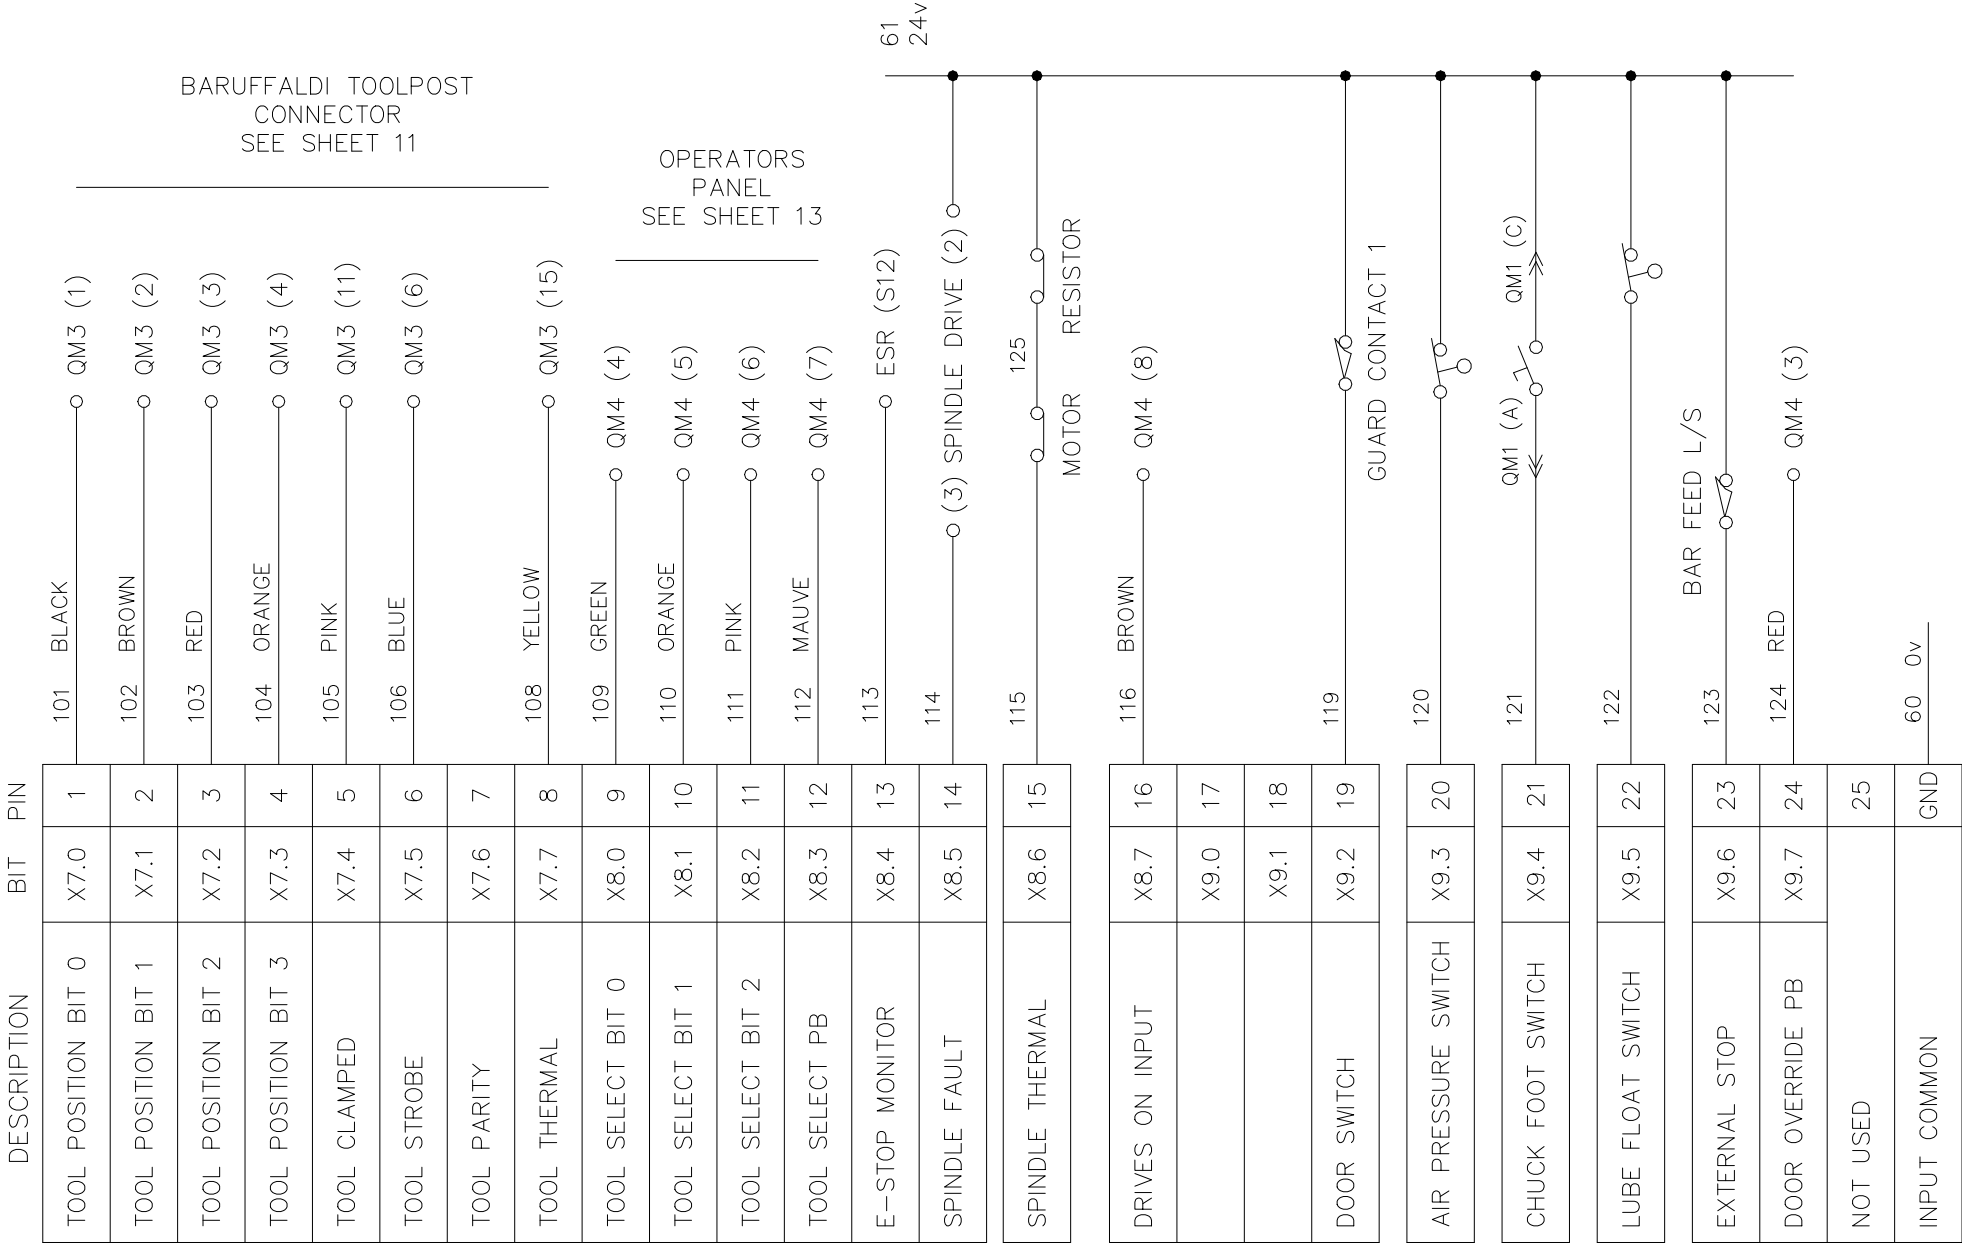 61
24v
BARUFFALDI TOOLPOST
CONNECTOR
SEE SHEET 11
OPERATORS
PANEL
SEE SHEET 13
QM3 (1)
QM3 (2)
QM3 (3)
QM3 (4)
QM3 (11)
QM3 (6)
QM3 (15)
QM4 (4)
QM4 (5)
QM4 (6)
QM4 (7)
ESR (S12)
(3) SPINDLE DRIVE (2)
MOTOR
125
RESISTOR
QM4 (8)
GUARD CONTACT 1
QM1 (A)
QM1 (C)
BAR FEED L/S
QM4 (3)
101 BLACK
102 BROWN
103 RED
104 ORANGE
105 PINK
106 BLUE
108 YELLOW
109 GREEN
110 ORANGE
111 PINK
112 MAUVE
113
114
115
116 BROWN
119
120
121
122
123
124 RED
60 0v
DESCRIPTION BIT PIN
TOOL POSITION BIT 0 X7.0 1
TOOL POSITION BIT 1 X7.1 2
TOOL POSITION BIT 2 X7.2 3
TOOL POSITION BIT 3 X7.3 4
TOOL CLAMPED X7.4 5
TOOL STROBE X7.5 6
TOOL PARITY X7.6 7
TOOL THERMAL X7.7 8
TOOL SELECT BIT 0 X8.0 9
TOOL SELECT BIT 1 X8.1 10
TOOL SELECT BIT 2 X8.2 11
TOOL SELECT PB X8.3 12
E-STOP MONITOR X8.4 13
SPINDLE FAULT X8.5 14
SPINDLE THERMAL X8.6 15
DRIVES ON INPUT X8.7 16
X9.0 17
X9.1 18
DOOR SWITCH X9.2 19
AIR PRESSURE SWITCH X9.3 20
CHUCK FOOT SWITCH X9.4 21
LUBE FLOAT SWITCH X9.5 22
EXTERNAL STOP X9.6 23
DOOR OVERRIDE PB X9.7 24
NOT USED 25
INPUT COMMON GND